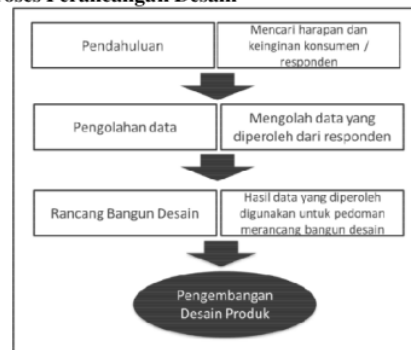 Perancangan Desain
Pendahuluan
Mencari harapan dan
keinginan konsumen /
responden
Pengolahan data
Mengolah data yang
diperoleh dari responden
Rancang Bangun Desain
Hasil data yang diperoleh
digunakan untuk pedoman
merancang bangun desain
Pengembangan
Desain Produk